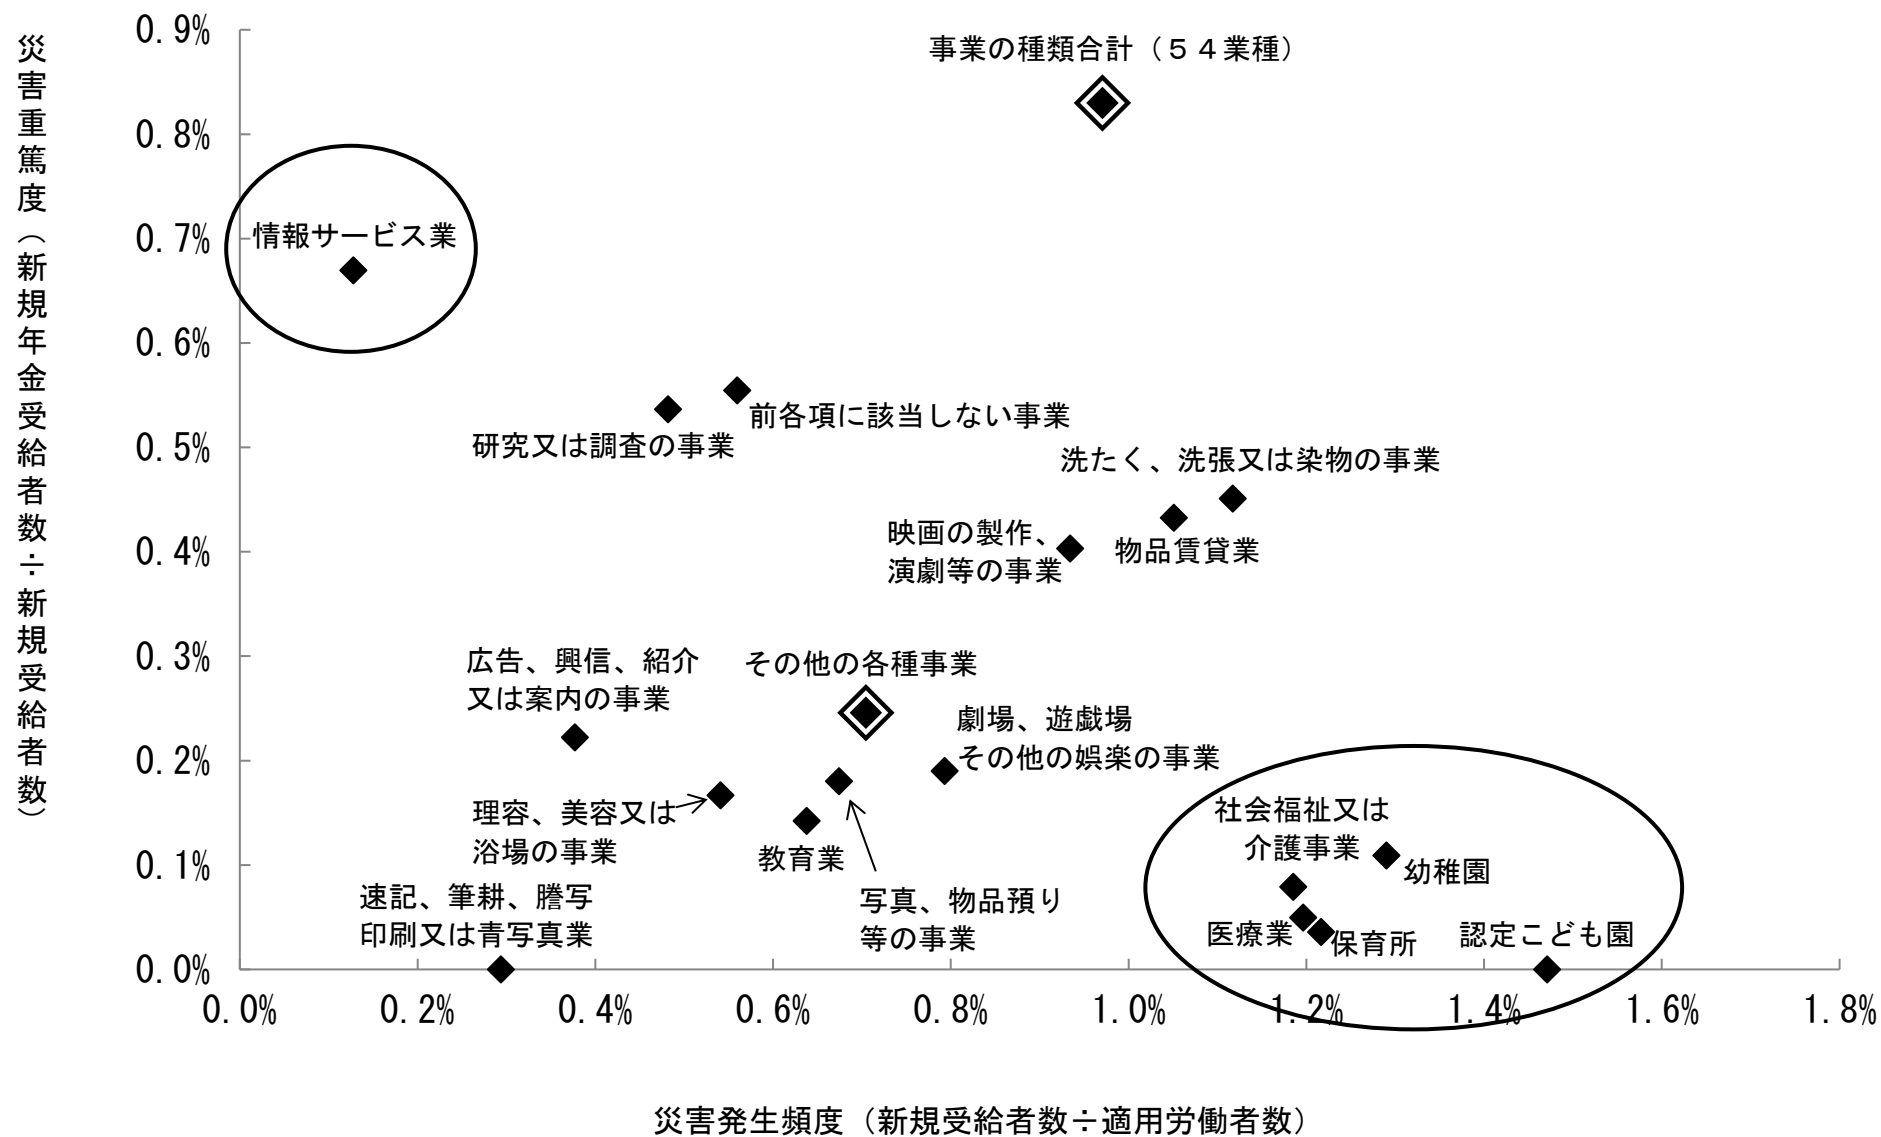 災害重篤度（新規年金受給者数÷新規受給者数）
0.9%
0.8%
0.7%
0.6%
0.5%
0.4%
0.3%
0.2%
0.1%
0.0%
事業の種類合計（５４業種）
情報サービス業
前各項に該当しない事業
研究又は調査の事業
洗たく、洗張又は染物の事業
映画の製作、
演劇等の事業
物品賃貸業
広告、興信、紹介
又は案内の事業
その他の各種事業
劇場、遊戯場
その他の娯楽の事業
理容、美容又は
浴場の事業
教育業
写真、物品預り
等の事業
速記、筆耕、謄写
印刷又は青写真業
社会福祉又は
介護事業
幼稚園
医療業
保育所
認定こども園
0.0%
0.2%
0.4%
0.6%
0.8%
1.0%
1.2%
1.4%
1.6%
1.8%
災害発生頻度（新規受給者数÷適用労働者数）